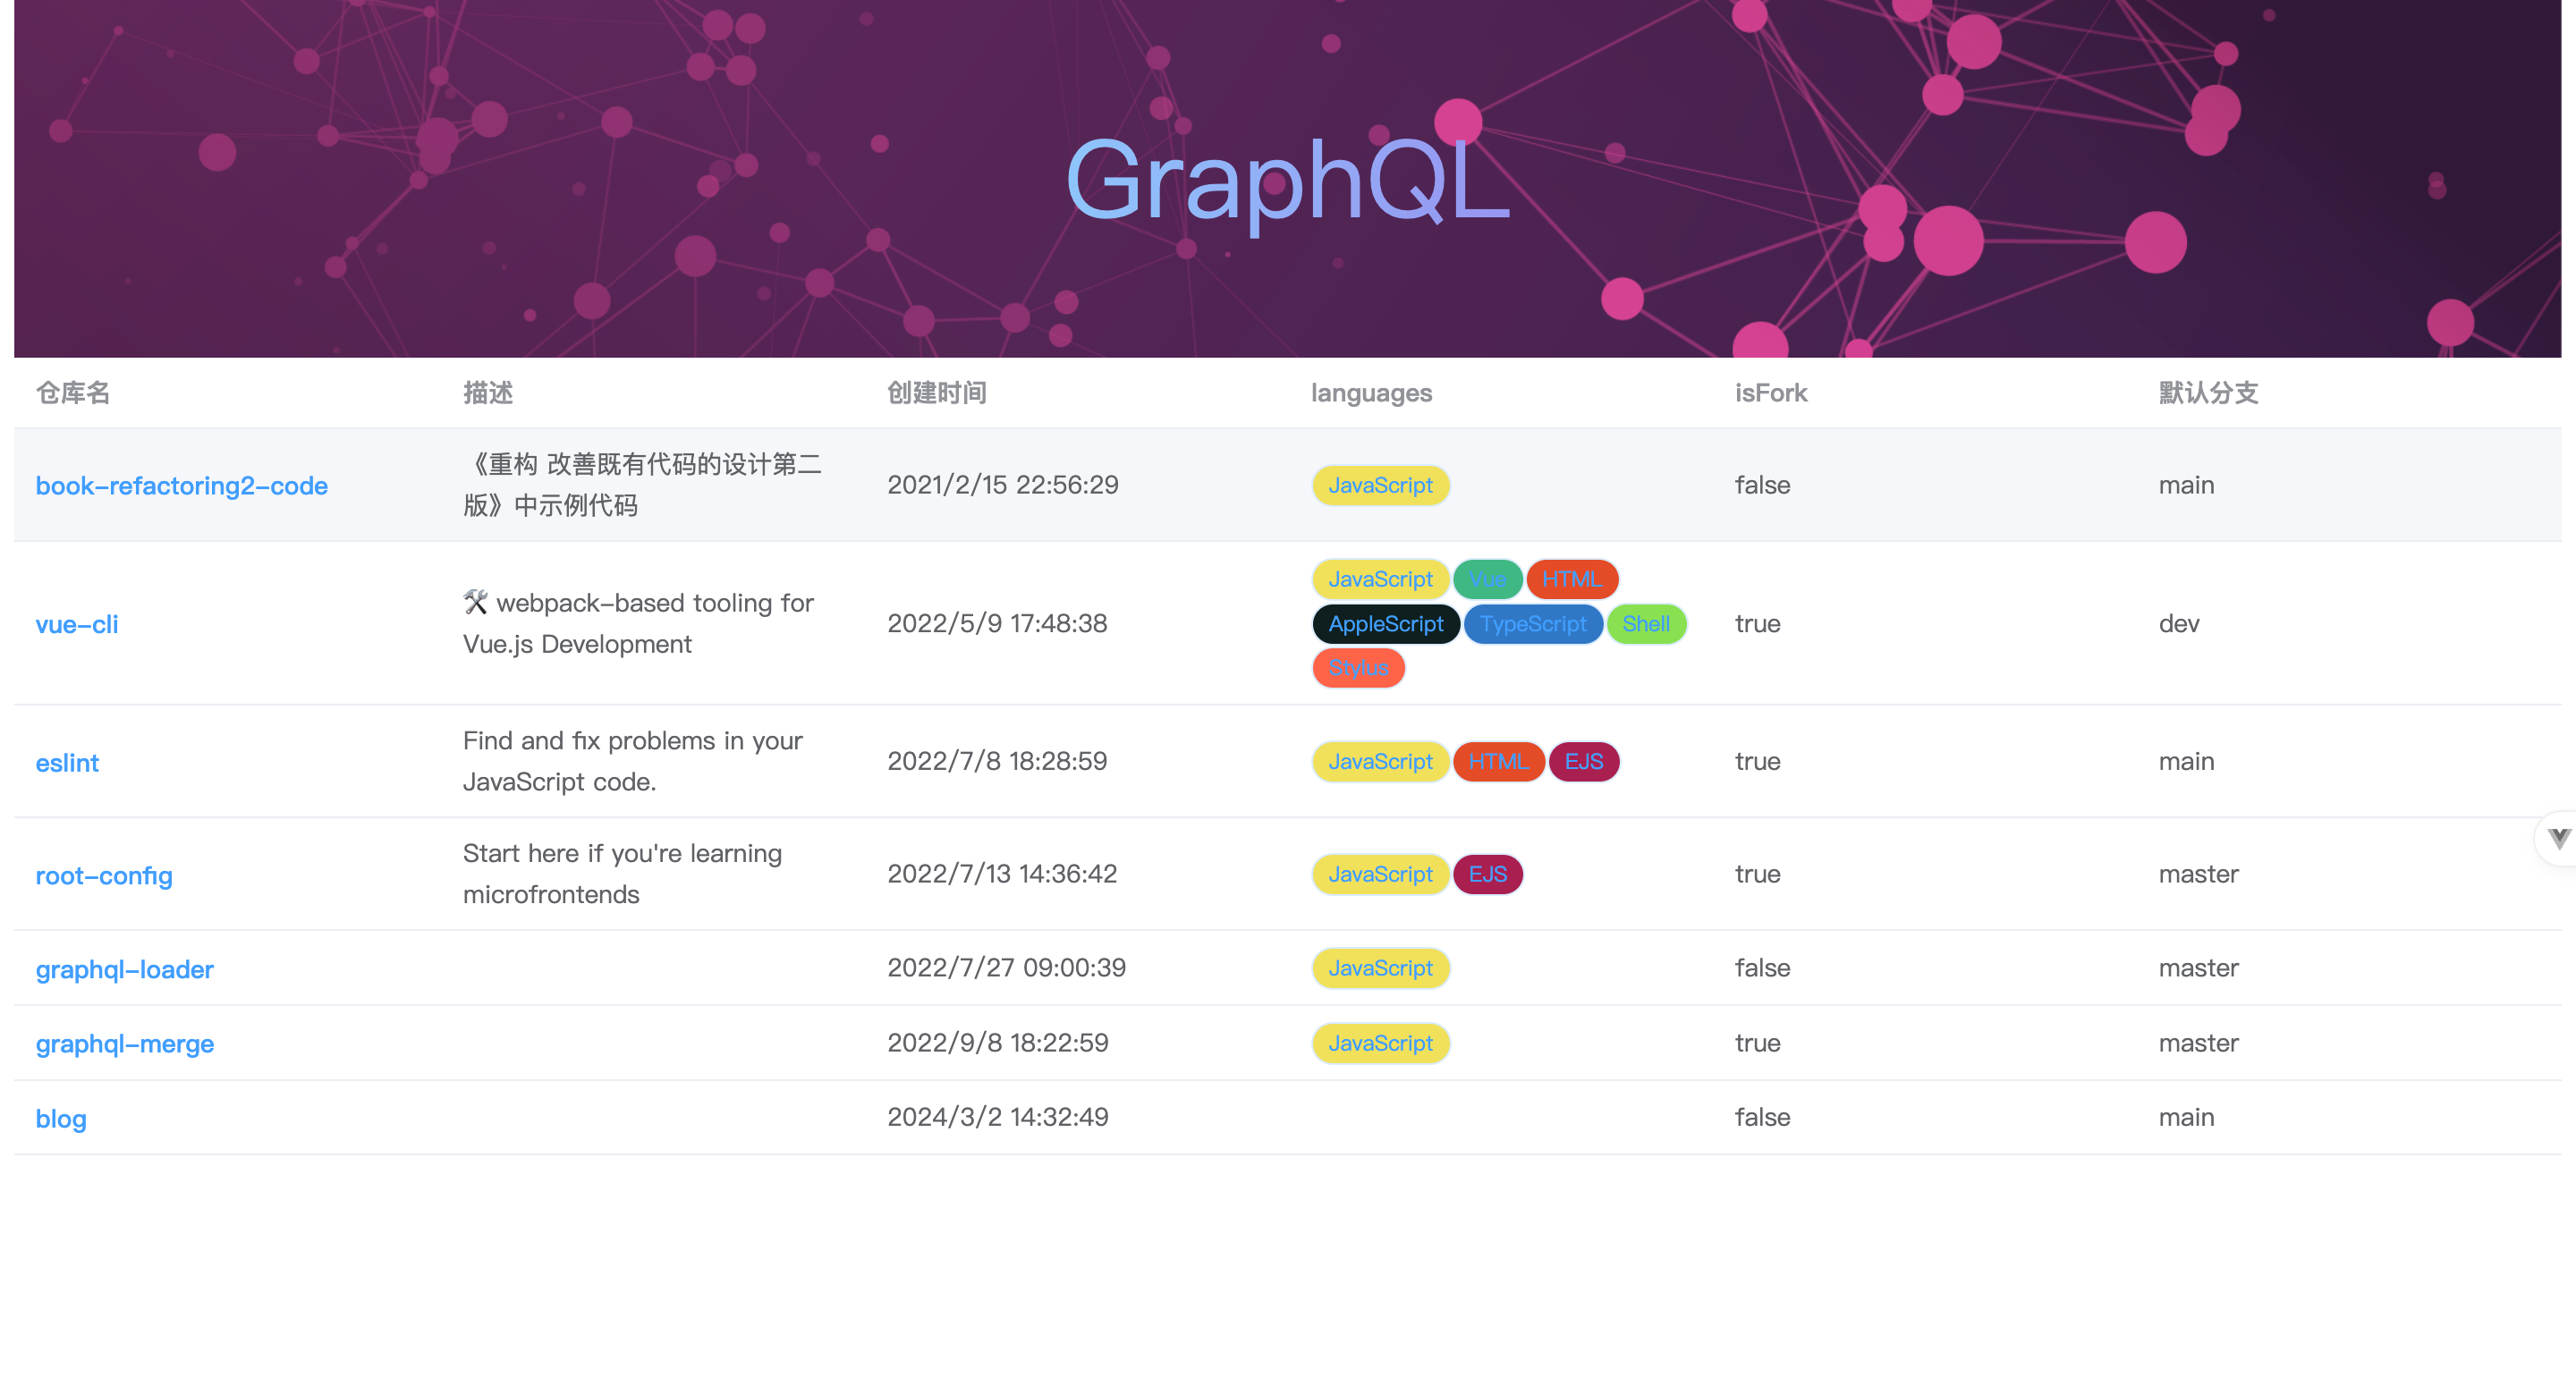 GraphQL
仓库名 描述 创建时间 languages isFork 默认分支
book-refactoring2-code 《重构 改善既有代码的设计第二版》中示例代码 2021/2/15 22:56:29 JavaScript false main
vue-cli 🛠 webpack-based tooling for Vue.js Development 2022/5/9 17:48:38 JavaScript Vue HTML AppleScript TypeScript Shell Stylus true dev
eslint Find and fix problems in your JavaScript code. 2022/7/8 18:28:59 JavaScript HTML EJS true main
root-config Start here if you're learning microfrontends 2022/7/13 14:36:42 JavaScript EJS true master
graphql-loader 2022/7/27 09:00:39 JavaScript false master
graphql-merge 2022/9/8 18:22:59 JavaScript true master
blog 2024/3/2 14:32:49 false main